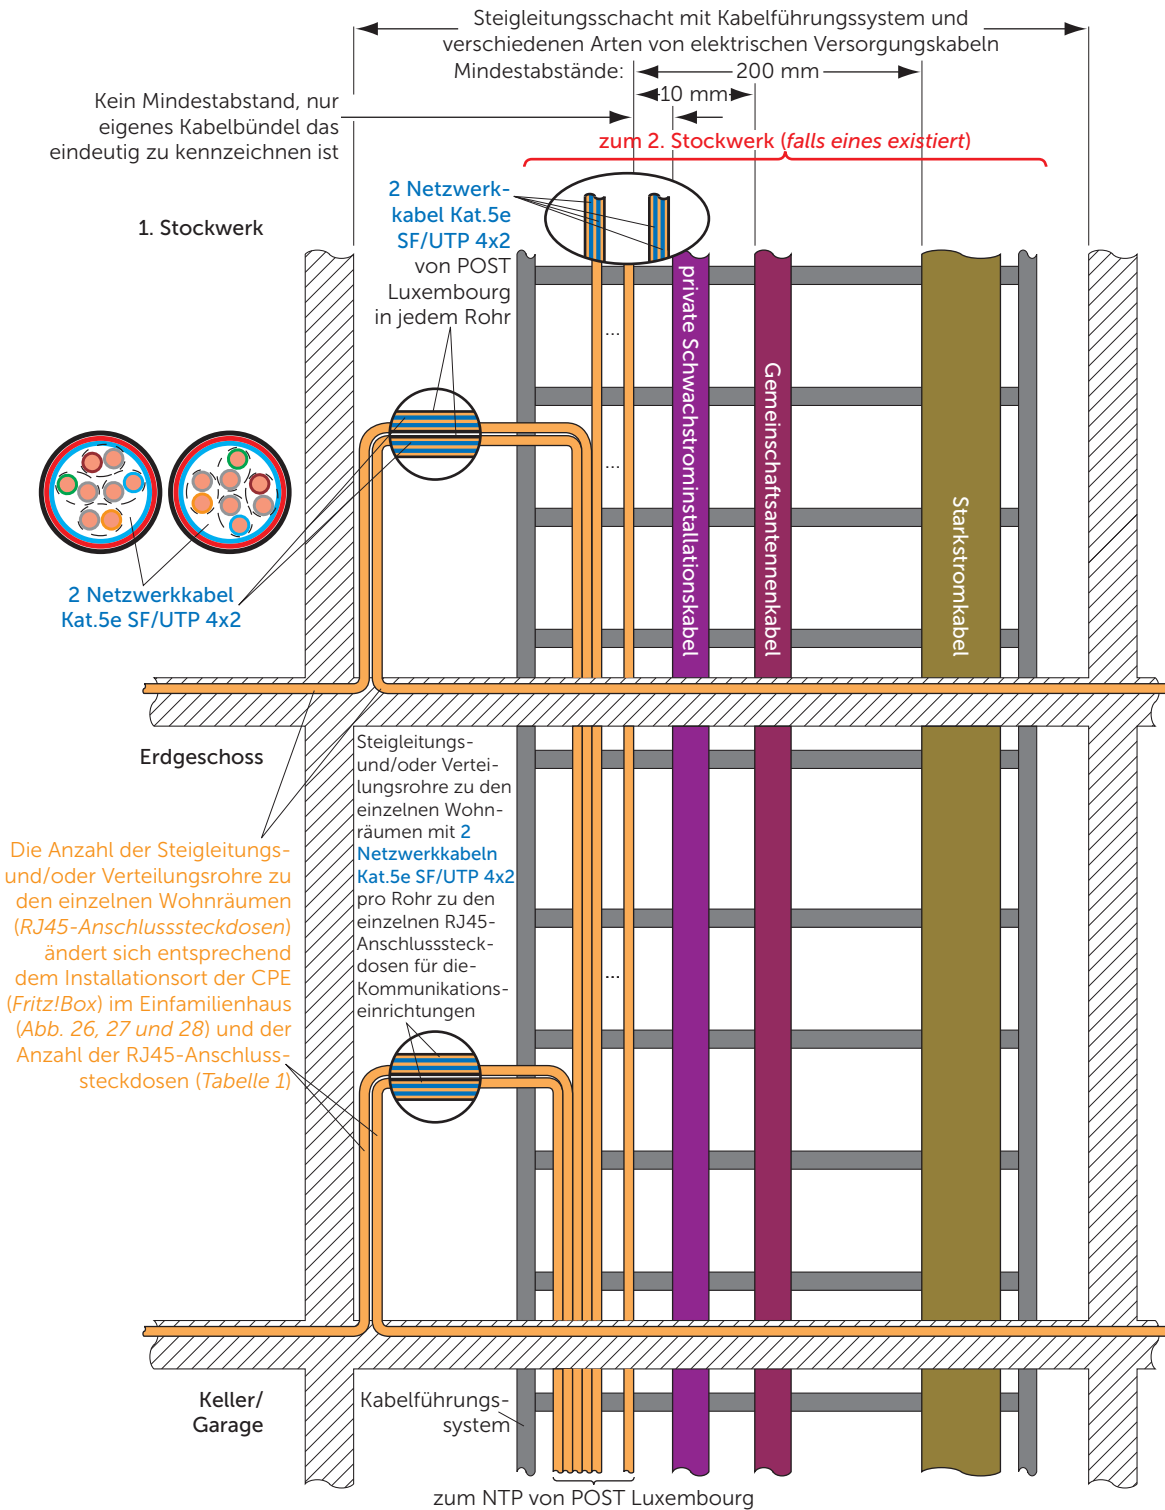 Steigleitungsschacht mit Kabelführungssystem und
verschiedenen Arten von elektrischen Versorgungskabeln
Mindestabstände:
200 mm
10 mm
Kein Mindestabstand, nur
eigenes Kabelbündel das
eindeutig zu kennzeichnen ist
zum 2. Stockwerk (falls eines existiert)
1. Stockwerk
2 Netzwerk-
kabel Kat.5e
SF/UTP 4x2
von POST
Luxembourg
in jedem Rohr
...
...
private Schwachstrominstallationskabel
Gemeinschaftsantennenkabel
Starkstromkabel
2 Netzwerkkabel
Kat.5e SF/UTP 4x2
Erdgeschoss
Steigleitungs-
und/oder Vertei-
lungsrohre zu den
einzelnen Wohn-
räumen mit 2
Netzwerkkabeln
Kat.5e SF/UTP 4x2
pro Rohr zu den
einzelnen RJ45-
Anschlusssteck-
dosen für die-
Kommunikations-
einrichtungen
...
Die Anzahl der Steigleitungs-
und/oder Verteilungsrohre zu
den einzelnen Wohnräumen
(RJ45-Anschlusssteckdosen)
ändert sich entsprechend
dem Installationsort der CPE
(Fritz!Box) im Einfamilienhaus
(Abb. 26, 27 und 28) und der
Anzahl der RJ45-Anschluss-
steckdosen (Tabelle 1)
Keller/
Garage
Kabelführungs-
system
zum NTP von POST Luxembourg